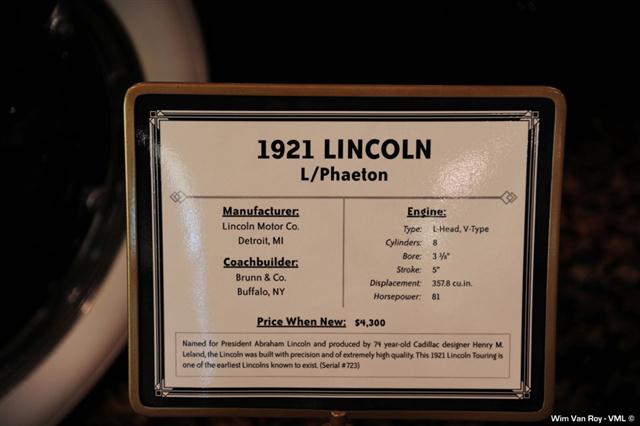 1921 LINCOLN
L/Phaeton
Manufacturer:
Lincoln Motor Co.
Detroit, MI
Coachbuilder:
Brunn & Co.
Buffalo, NY
Engine:
Type: L-Head, V-Type
Cylinders: 8
Bore: 3 3/8"
Stroke: 5"
Displacement: 357.8 cu.in.
Horsepower: 81
Price When New: $4,300
Named for President Abraham Lincoln and produced by 74 year-old Cadillac designer Henry M.
Leland, the Lincoln was built with precision and of extremely high quality. This 1921 Lincoln Touring is
one of the earliest Lincolns known to exist. (Serial #723)
Wim Van Roy - VML ©